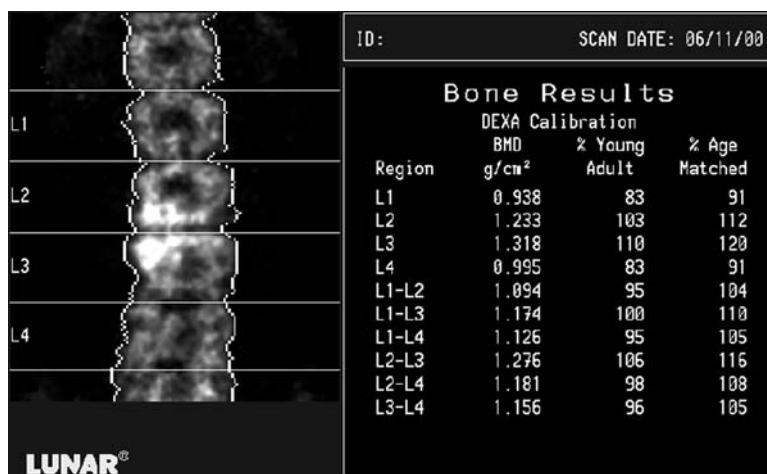 L1
L2
L3
L4
LUNAR®
ID: SCAN DATE: 06/11/00
Bone Results
DEXA Calibration
BMD % Young % Age
Region g/cm² Adult Matched
L1 0.938 83 91
L2 1.233 103 112
L3 1.318 110 120
L4 0.995 83 91
L1-L2 1.094 95 104
L1-L3 1.174 100 110
L1-L4 1.126 95 105
L2-L3 1.276 106 116
L2-L4 1.181 98 108
L3-L4 1.156 96 105